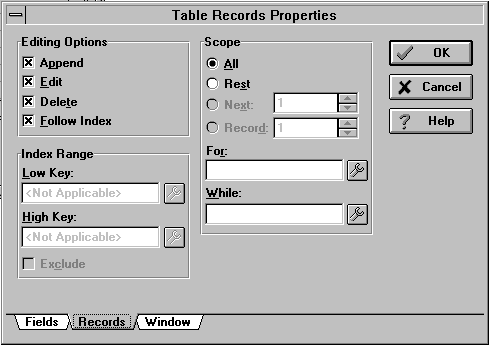 Table Records Properties
Editing Options
Append
Edit
Delete
Follow Index
Index Range
Low Key:
<Not Applicable>
High Key:
<Not Applicable>
Exclude
Scope
All
Rest
Next: 1
Record: 1
For:
While:
OK
Cancel
Help
Fields Records Window